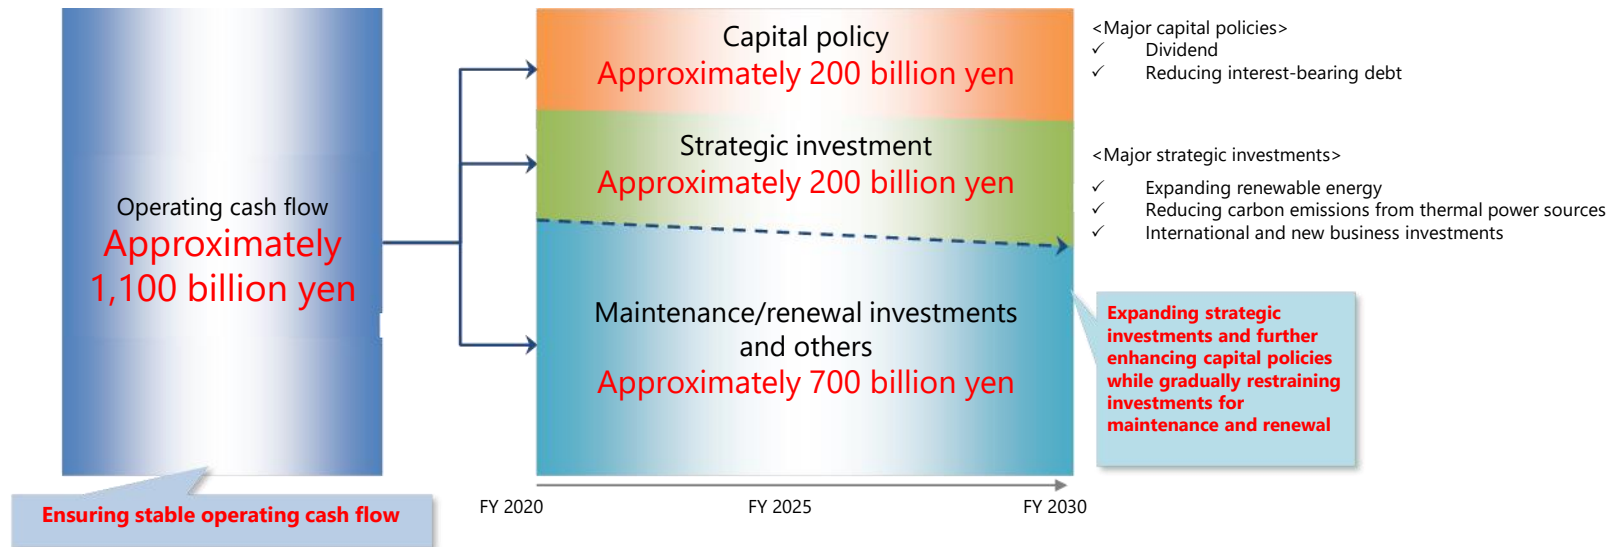 Operating cash flow
Approximately
1,100 billion yen
Ensuring stable operating cash flow
Capital policy
Approximately 200 billion yen
Strategic investment
Approximately 200 billion yen
Maintenance/renewal investments
and others
Approximately 700 billion yen
FY 2020
FY 2025
FY 2030
<Major capital policies>
✓ Dividend
✓ Reducing interest-bearing debt
<Major strategic investments>
✓ Expanding renewable energy
✓ Reducing carbon emissions from thermal power sources
✓ International and new business investments
Expanding strategic
investments and further
enhancing capital policies
while gradually restraining
investments for
maintenance and renewal